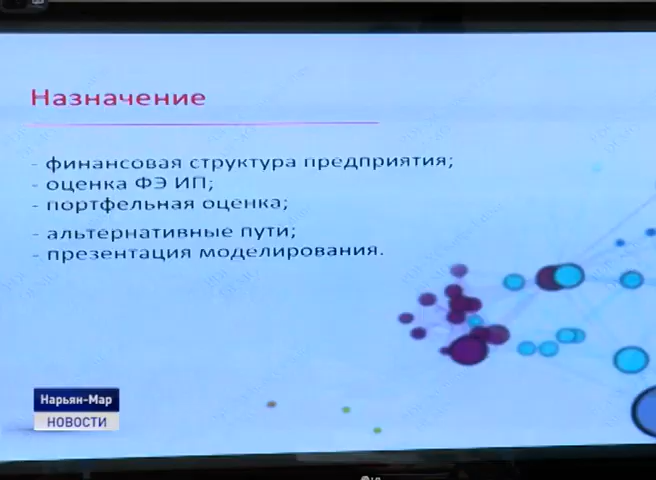 Назначение
- финансовая структура предприятия;
- оценка ФЭ ИП;
- портфельная оценка;
- альтернативные пути;
- презентация моделирования.
Нарьян-Мар
НОВОСТИ